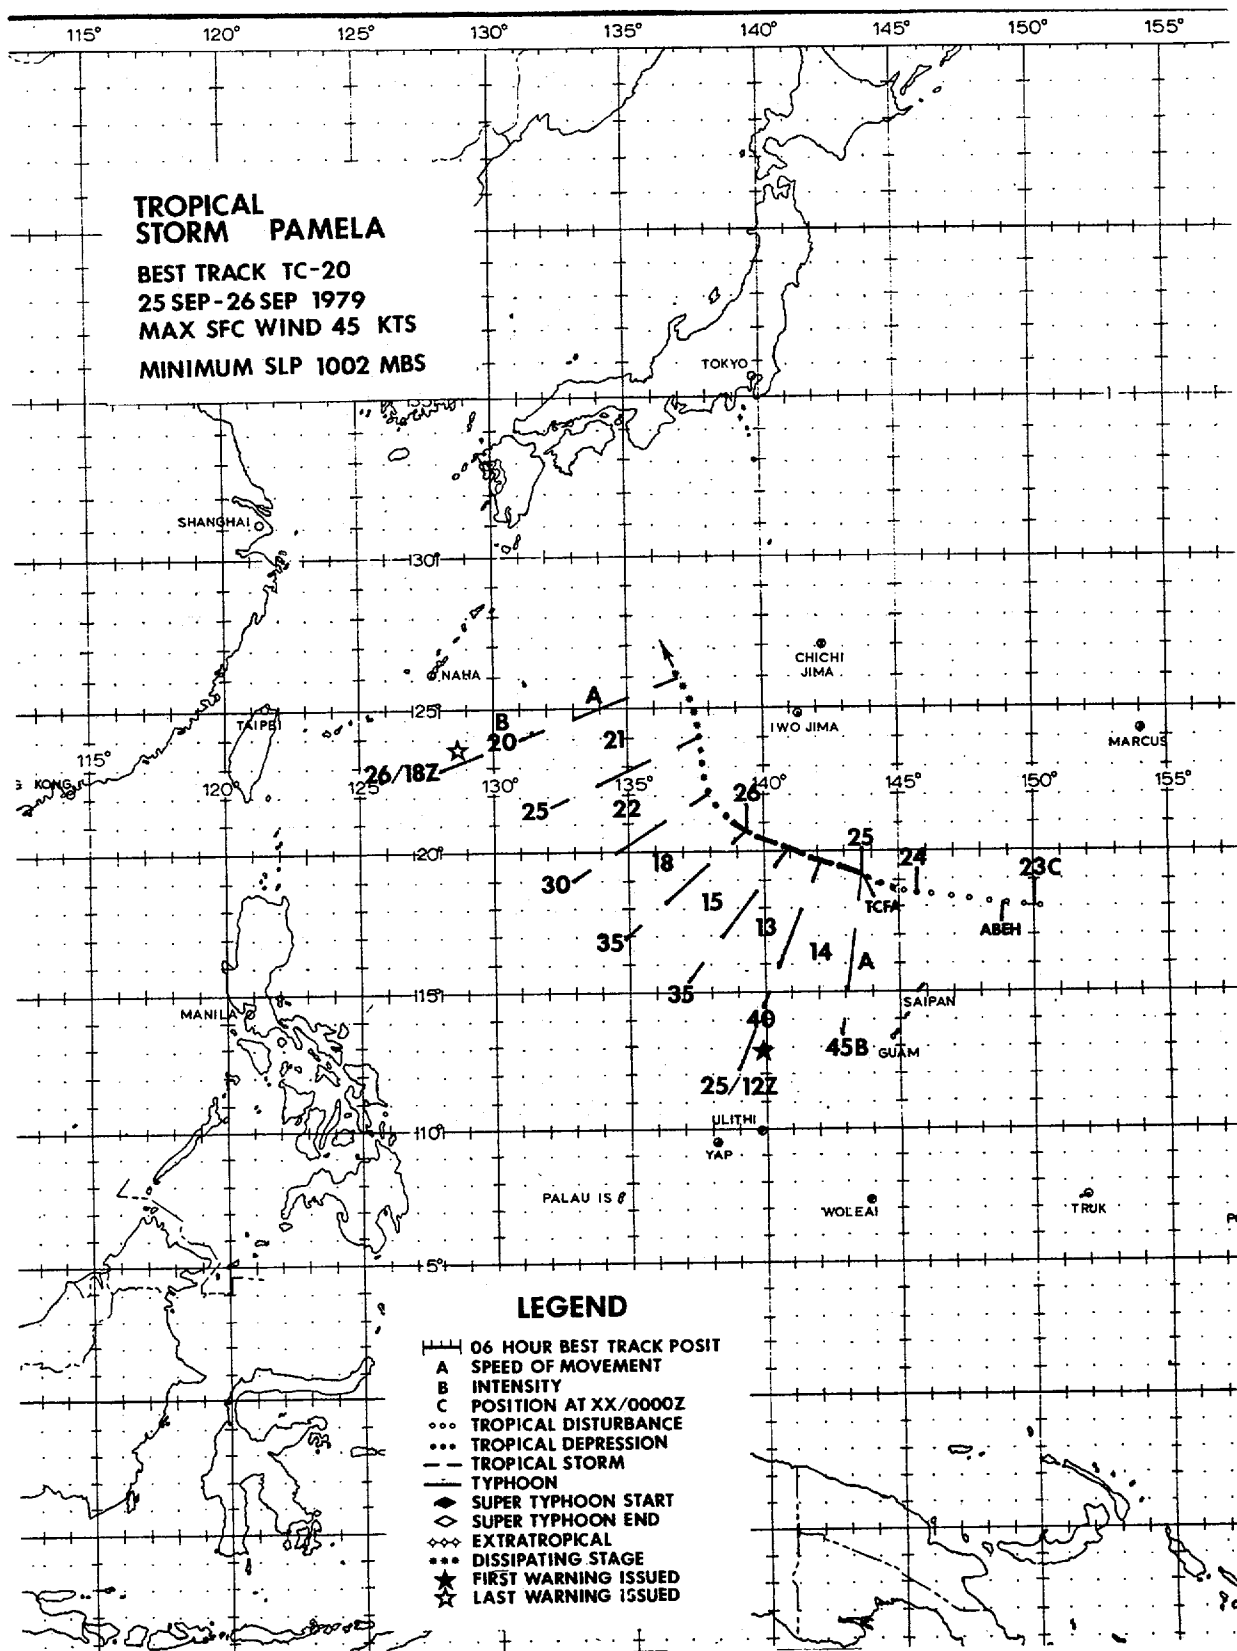 115° 120° 125° 130° 135° 140° 145° 150° 155°
TROPICAL
STORM PAMELA
BEST TRACK TC-20
25 SEP-26 SEP 1979
MAX SFC WIND 45 KTS
MINIMUM SLP 1002 MBS
TOKYO
SHANGHAI
30°
CHICHI
JIMA
NAHA
A
25°
TAIPEI
B
20
21
IWO JIMA
MARCUS
115°
26/18Z
G KONG
120° 125° 130° 135° 140° 145° 150° 155°
26
25
22
25
24
20°
18
23C
30
15
TCFA
ABEH
13
35
14
A
35
15°
SAIPAN
MANILA
40
45B
GUAM
25/12Z
ULITHI
10°
YAP
PALAU IS
WOLEAI
TRUK
5°
LEGEND
06 HOUR BEST TRACK POSIT
A SPEED OF MOVEMENT
B INTENSITY
C POSITION AT XX/0000Z
TROPICAL DISTURBANCE
TROPICAL DEPRESSION
TROPICAL STORM
TYPHOON
SUPER TYPHOON START
SUPER TYPHOON END
EXTRATROPICAL
DISSIPATING STAGE
FIRST WARNING ISSUED
LAST WARNING ISSUED